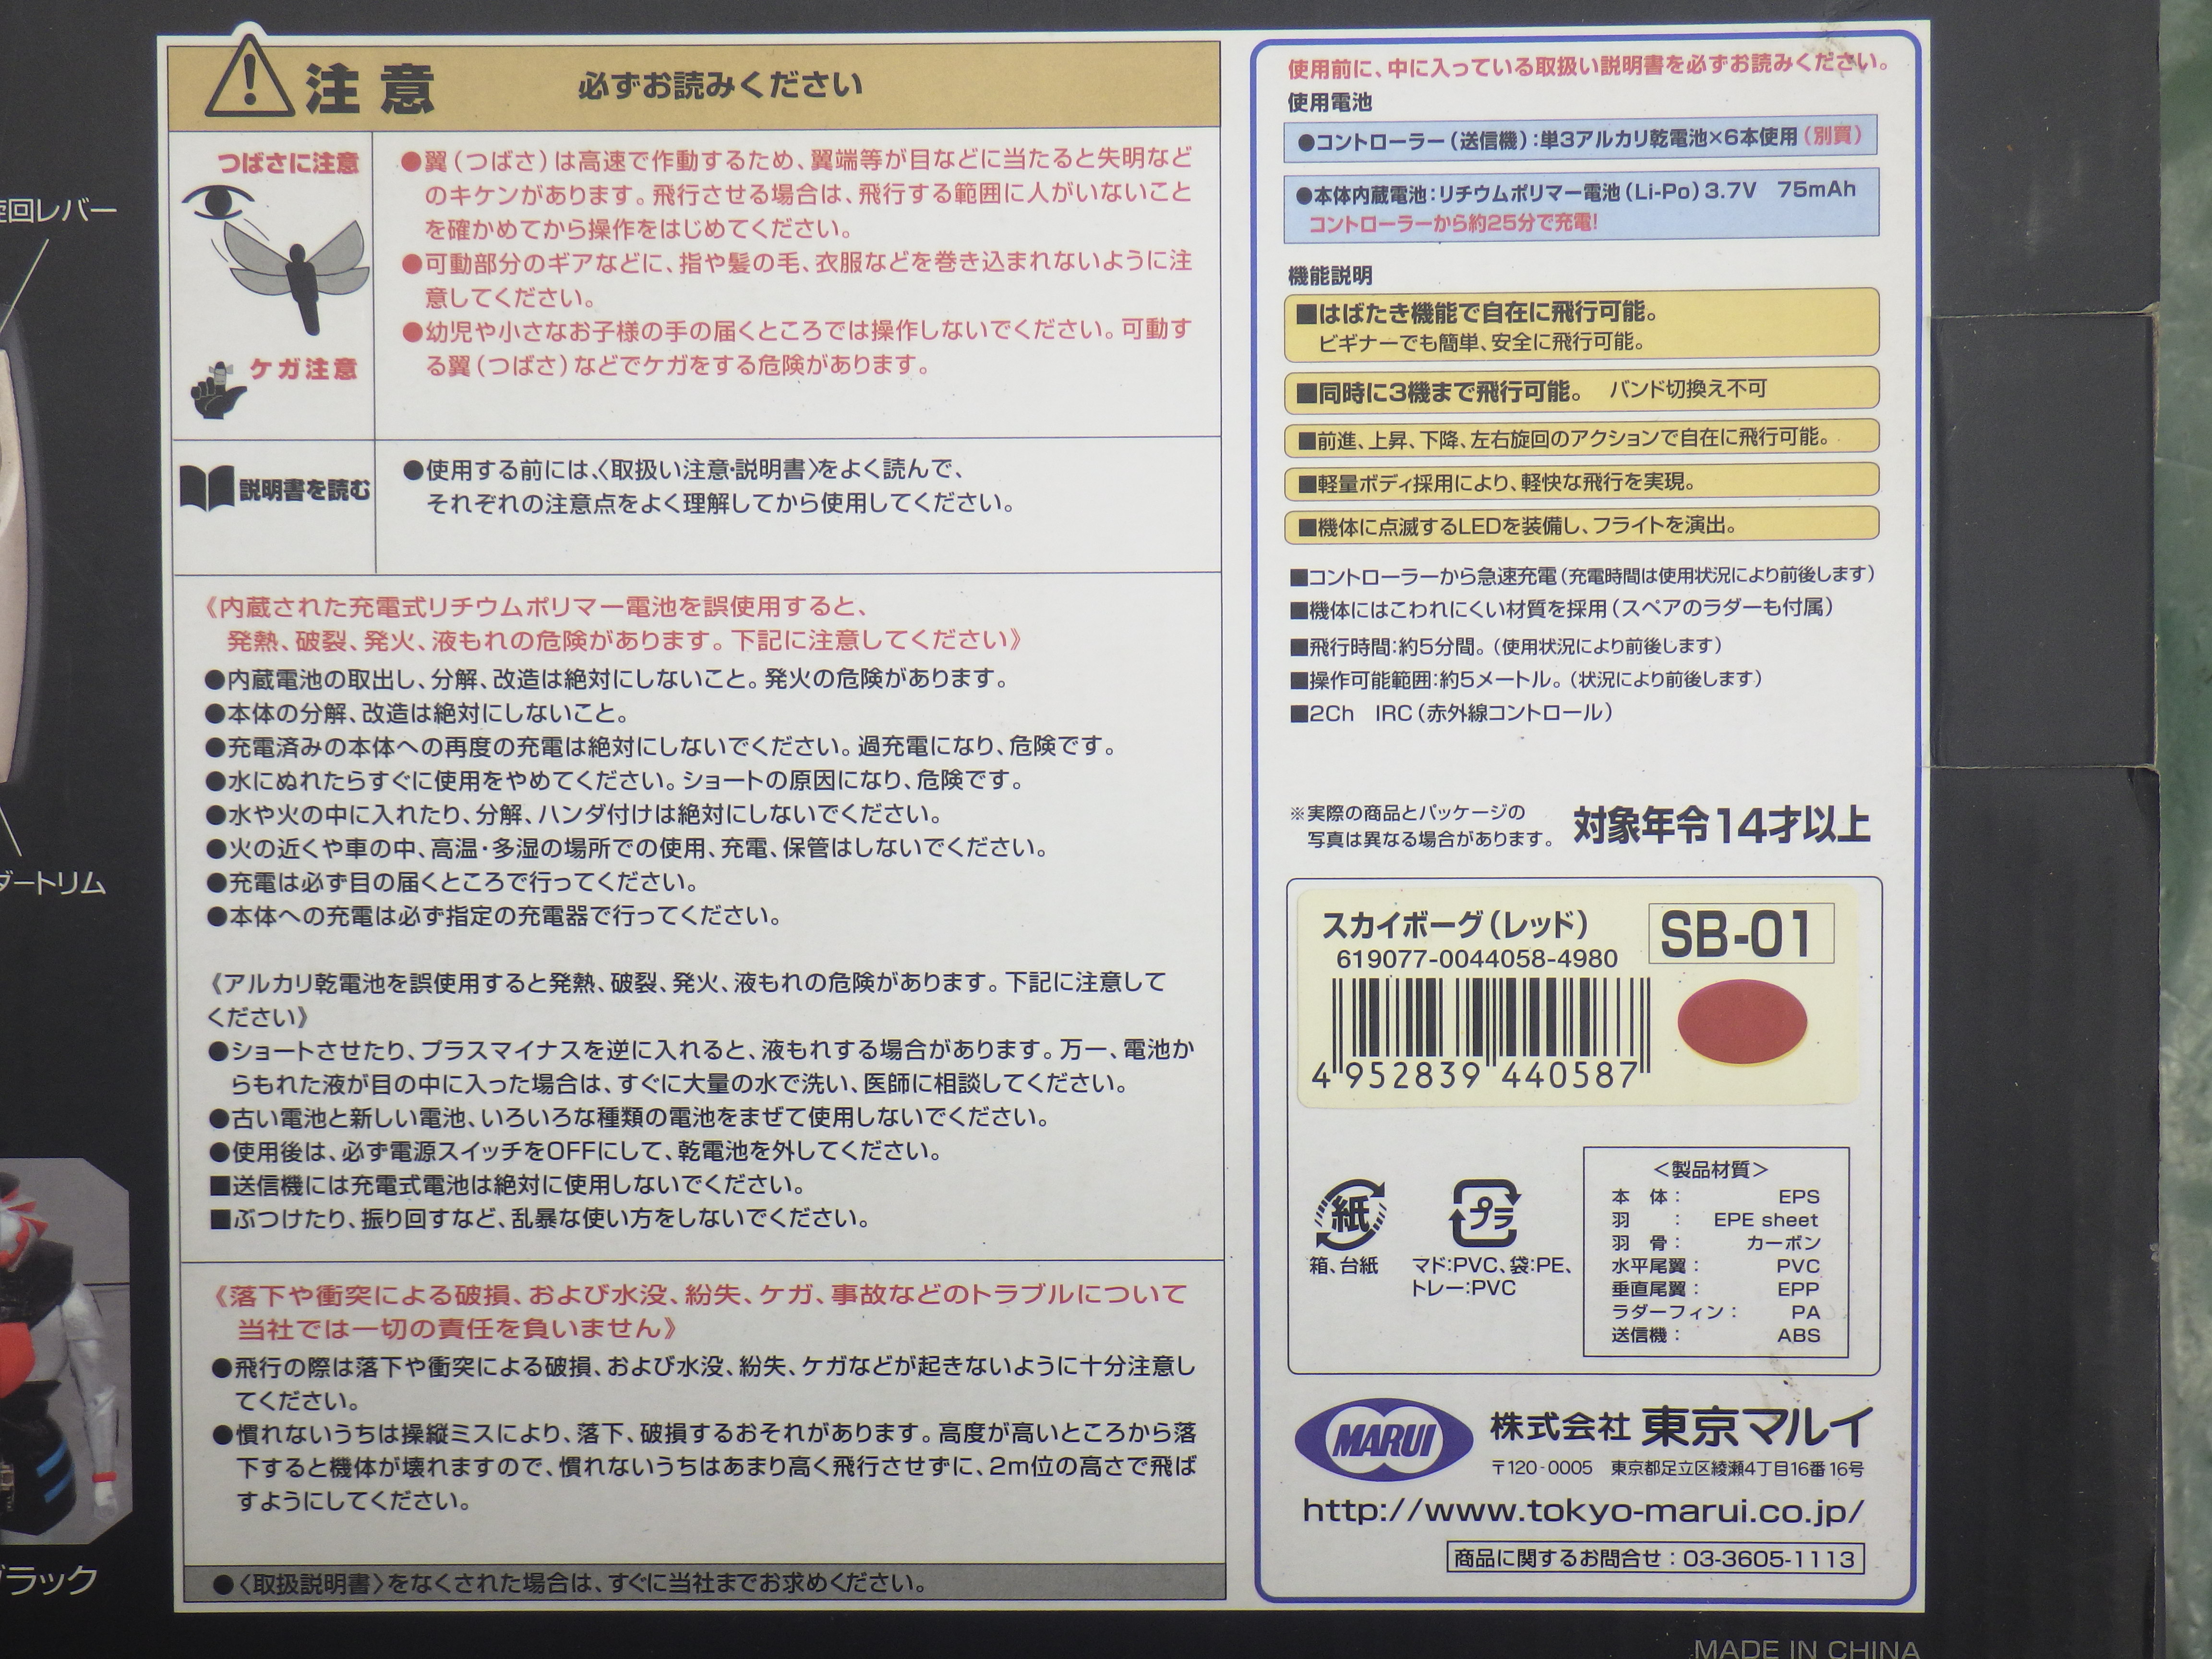 旋回レバー
ダートリム
ブラック
注意 必ずお読みください
つばさに注意
ケガ注意
●翼(つばさ)は高速で作動するため、翼端等が目などに当たると失明など
のキケンがあります。飛行させる場合は、飛行する範囲に人がいないこと
を確かめてから操作をはじめてください。
●可動部分のギアなどに、指や髪の毛、衣服などを巻き込まれないように注
意してください。
●幼児や小さなお子様の手の届くところでは操作しないでください。可動す
る翼(つばさ)などでケガをする危険があります。
説明書を読む
●使用する前には、〈取扱い注意・説明書〉をよく読んで、
それぞれの注意点をよく理解してから使用してください。
《内蔵された充電式リチウムポリマー電池を誤使用すると、
発熱、破裂、発火、液もれの危険があります。下記に注意してください》
●内蔵電池の取出し、分解、改造は絶対にしないこと。発火の危険があります。
●本体の分解、改造は絶対にしないこと。
●充電済みの本体への再度の充電は絶対にしないでください。過充電になり、危険です。
●水にぬれたらすぐに使用をやめてください。ショートの原因になり、危険です。
●水や火の中に入れたり、分解、ハンダ付けは絶対にしないでください。
●火の近くや車の中、高温・多湿の場所での使用、充電、保管はしないでください。
●充電は必ず目の届くところで行ってください。
●本体への充電は必ず指定の充電器で行ってください。
《アルカリ乾電池を誤使用すると発熱、破裂、発火、液もれの危険があります。下記に注意して
ください》
●ショートさせたり、プラスマイナスを逆に入れると、液もれする場合があります。万一、電池か
らもれた液が目の中に入った場合は、すぐに大量の水で洗い、医師に相談してください。
●古い電池と新しい電池、いろいろな種類の電池をまぜて使用しないでください。
●使用後は、必ず電源スイッチをOFFにして、乾電池を外してください。
■送信機には充電式電池は絶対に使用しないでください。
■ぶつけたり、振り回すなど、乱暴な使い方をしないでください。
《落下や衝突による破損、および水没、紛失、ケガ、事故などのトラブルについて
当社では一切の責任を負いません》
●飛行の際は落下や衝突による破損、および水没、紛失、ケガなどが起きないように十分注意し
てください。
●慣れないうちは操縦ミスにより、落下、破損するおそれがあります。高度が高いところから落
下すると機体が壊れますので、慣れないうちはあまり高く飛行させずに、2m位の高さで飛ば
すようにしてください。
●〈取扱説明書〉をなくされた場合は、すぐに当社までお求めください。
使用前に、中に入っている取扱い説明書を必ずお読みください。
使用電池
●コントローラー(送信機):単3アルカリ乾電池×6本使用(別買)
●本体内蔵電池:リチウムポリマー電池(Li-Po)3.7V 75mAh
コントローラーから約25分で充電!
機能説明
■はばたき機能で自在に飛行可能。
ビギナーでも簡単、安全に飛行可能。
■同時に3機まで飛行可能。 バンド切換え不可
■前進、上昇、下降、左右旋回のアクションで自在に飛行可能。
■軽量ボディ採用により、軽快な飛行を実現。
■機体に点滅するLEDを装備し、フライトを演出。
■コントローラーから急速充電(充電時間は使用状況により前後します)
■機体にはこわれにくい材質を採用(スペアのラダーも付属)
■飛行時間:約5分間。(使用状況により前後します)
■操作可能範囲:約5メートル。(状況により前後します)
■2Ch IRC(赤外線コントロール)
※実際の商品とパッケージの
写真は異なる場合があります。
対象年令14才以上
スカイボーグ(レッド) SB-01
619077-0044058-4980
4 952839 440587
紙
箱、台紙
プラ
マド:PVC、袋:PE、
トレー:PVC
<製品材質>
本 体: EPS
羽 : EPE sheet
羽 骨: カーボン
水平尾翼: PVC
垂直尾翼: EPP
ラダーフィン: PA
送信機: ABS
MARUI 株式会社 東京マルイ
〒120-0005 東京都足立区綾瀬4丁目16番16号
http://www.tokyo-marui.co.jp/
商品に関するお問合せ:03-3605-1113
MADE IN CHINA